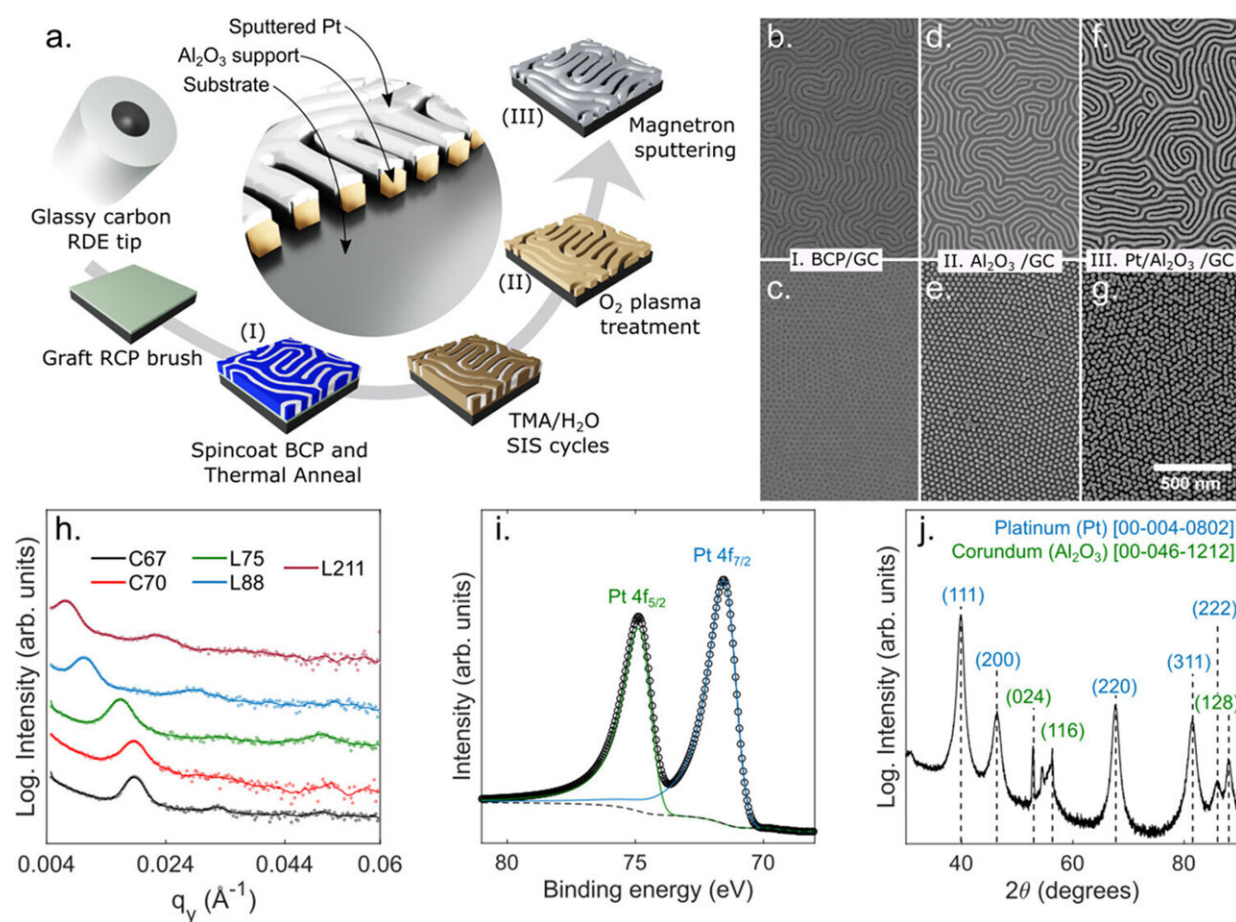 a.
Sputtered Pt
Al₂O₃ support
Substrate
Glassy carbon
RDE tip
Graft RCP brush
(I)
Spincoat BCP and
Thermal Anneal
TMA/H₂O
SIS cycles
(II)
O₂ plasma
treatment
(III)
Magnetron
sputtering
b.
d.
f.
I. BCP/GC
II. Al₂O₃ /GC
III. Pt/Al₂O₃ /GC
c.
e.
g.
500 nm
h.
C67
C70
L75
L88
L211
Log. Intensity (arb. units)
0.004
0.024
0.044
0.06
q_y (Å⁻¹)
i.
Pt 4f₇/₂
Pt 4f₅/₂
Intensity (arb. units)
80
75
70
Binding energy (eV)
j.
Platinum (Pt) [00-004-0802]
Corundum (Al₂O₃) [00-046-1212]
(111)
(200)
(024)
(116)
(220)
(311)
(222)
(128)
Log. Intensity (arb. units)
40
60
80
2θ (degrees)